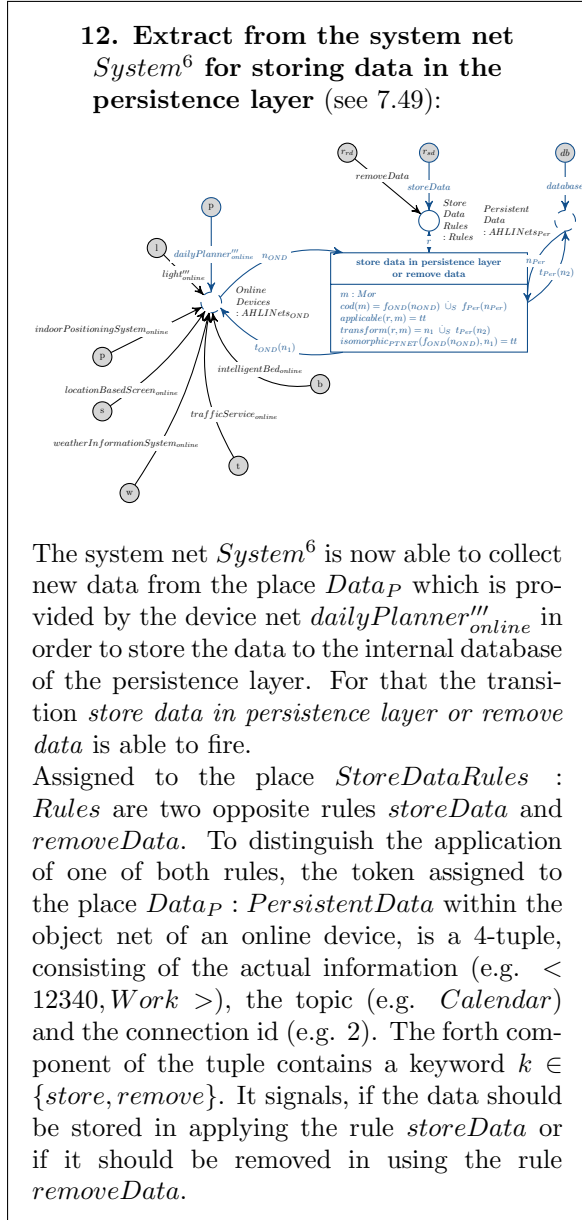 12. Extract from the system net
System⁶ for storing data in the
persistence layer (see 7.49):
r_rd
r_sd
db
removeData
storeData
database
p
Store
Data
Rules
: Rules
Persistent
Data
: AHLINets_Per
l
dailyPlanner'''_online
n_OND
r
n_Per
t_Per(n₂)
light'''_online
store data in persistence layer
or remove data
Online
Devices
: AHLINets_OND
m : Mor
cod(m) = f_OND(n_OND) ∪̇_S f_Per(n_Per)
applicable(r, m) = tt
transform(r, m) = n₁ ∪̇_S t_Per(n₂)
isomorphic_PTNET(f_OND(n_OND), n₁) = tt
indoorPositioningSystem_online
p
t_OND(n₁)
intelligentBed_online
b
locationBasedScreen_online
s
trafficService_online
weatherInformationSystem_online
t
w
The system net System⁶ is now able to collect
new data from the place Data_P which is pro-
vided by the device net dailyPlanner'''_online in
order to store the data to the internal database
of the persistence layer. For that the transi-
tion store data in persistence layer or remove
data is able to fire.
Assigned to the place StoreDataRules :
Rules are two opposite rules storeData and
removeData. To distinguish the application
of one of both rules, the token assigned to
the place Data_P : PersistentData within the
object net of an online device, is a 4-tuple,
consisting of the actual information (e.g. <
12340, Work >), the topic (e.g. Calendar)
and the connection id (e.g. 2). The forth com-
ponent of the tuple contains a keyword k ∈
{store, remove}. It signals, if the data should
be stored in applying the rule storeData or
if it should be removed in using the rule
removeData.